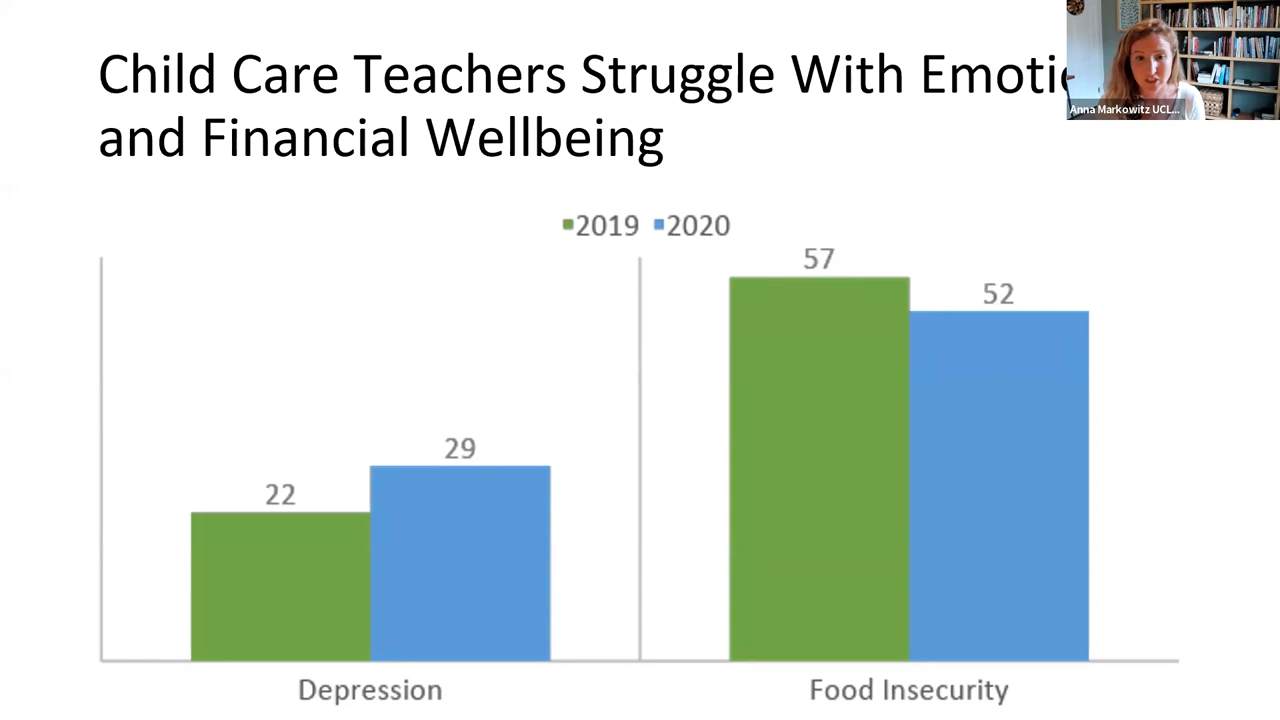 Child Care Teachers Struggle With
and Financial Wellbeing
Anna Markowitz UCL...
2019 2020
57
52
29
22
Depression Food Insecurity